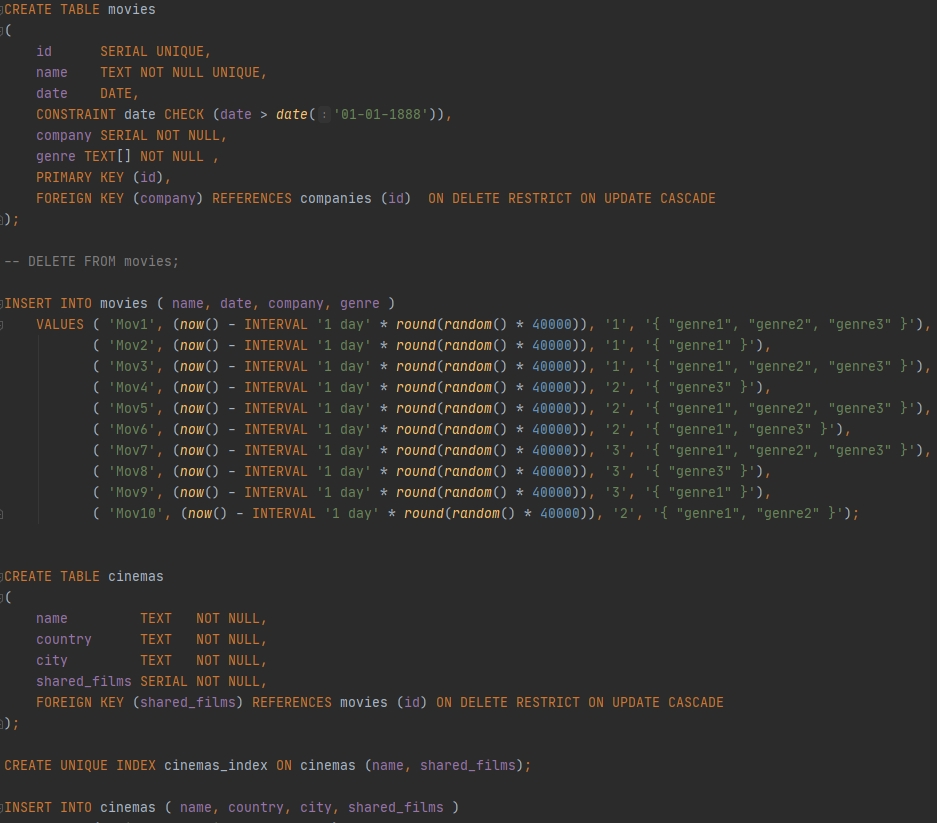 CREATE TABLE movies
(
    id      SERIAL UNIQUE,
    name    TEXT NOT NULL UNIQUE,
    date    DATE,
    CONSTRAINT date CHECK (date > date( : '01-01-1888')),
    company SERIAL NOT NULL,
    genre TEXT[] NOT NULL ,
    PRIMARY KEY (id),
    FOREIGN KEY (company) REFERENCES companies (id)  ON DELETE RESTRICT ON UPDATE CASCADE
);
-- DELETE FROM movies;
INSERT INTO movies ( name, date, company, genre )
    VALUES ( 'Mov1', (now() - INTERVAL '1 day' * round(random() * 40000)), '1', '{ "genre1", "genre2", "genre3" }'),
           ( 'Mov2', (now() - INTERVAL '1 day' * round(random() * 40000)), '1', '{ "genre1" }'),
           ( 'Mov3', (now() - INTERVAL '1 day' * round(random() * 40000)), '1', '{ "genre1", "genre2", "genre3" }'),
           ( 'Mov4', (now() - INTERVAL '1 day' * round(random() * 40000)), '2', '{ "genre3" }'),
           ( 'Mov5', (now() - INTERVAL '1 day' * round(random() * 40000)), '2', '{ "genre1", "genre2", "genre3" }'),
           ( 'Mov6', (now() - INTERVAL '1 day' * round(random() * 40000)), '2', '{ "genre1", "genre3" }'),
           ( 'Mov7', (now() - INTERVAL '1 day' * round(random() * 40000)), '3', '{ "genre1", "genre2", "genre3" }'),
           ( 'Mov8', (now() - INTERVAL '1 day' * round(random() * 40000)), '3', '{ "genre3" }'),
           ( 'Mov9', (now() - INTERVAL '1 day' * round(random() * 40000)), '3', '{ "genre1" }'),
           ( 'Mov10', (now() - INTERVAL '1 day' * round(random() * 40000)), '2', '{ "genre1", "genre2" }');
CREATE TABLE cinemas
(
    name         TEXT   NOT NULL,
    country      TEXT   NOT NULL,
    city         TEXT   NOT NULL,
    shared_films SERIAL NOT NULL,
    FOREIGN KEY (shared_films) REFERENCES movies (id) ON DELETE RESTRICT ON UPDATE CASCADE
);
CREATE UNIQUE INDEX cinemas_index ON cinemas (name, shared_films);
INSERT INTO cinemas ( name, country, city, shared_films )